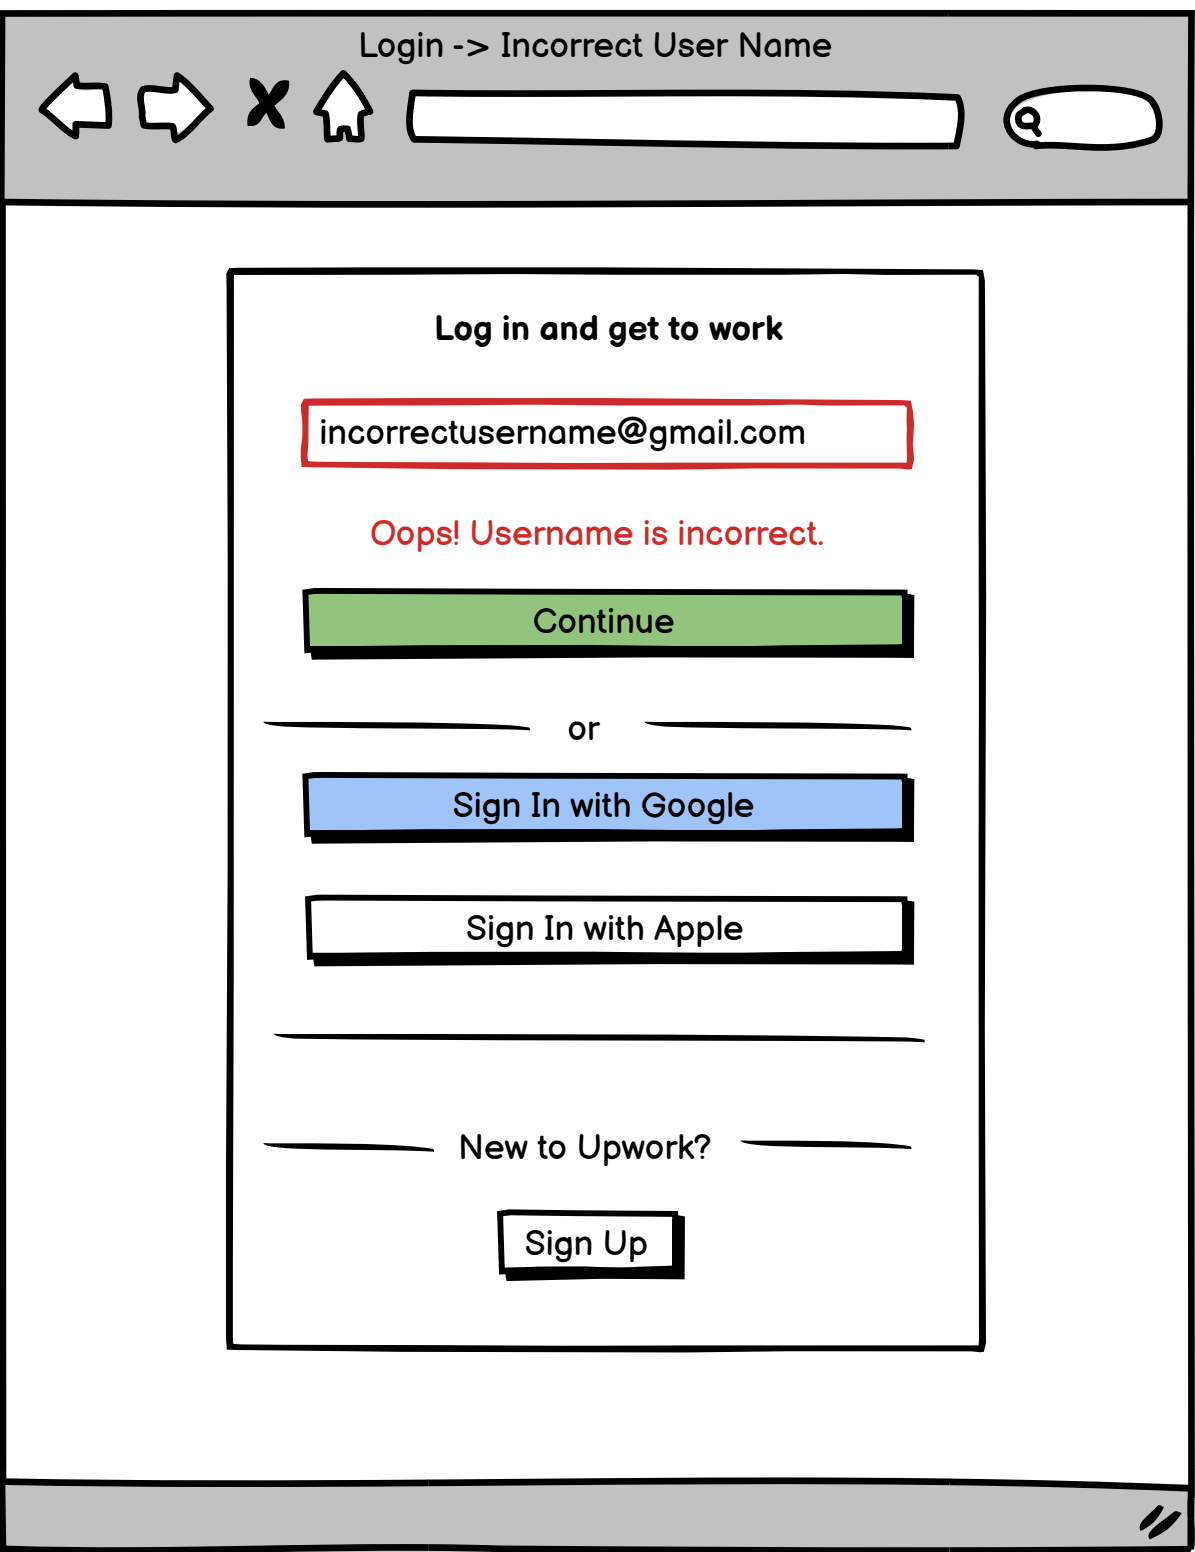 Login -> Incorrect User Name
Log in and get to work
incorrectusername@gmail.com
Oops! Username is incorrect.
Continue
or
Sign In with Google
Sign In with Apple
New to Upwork?
Sign Up